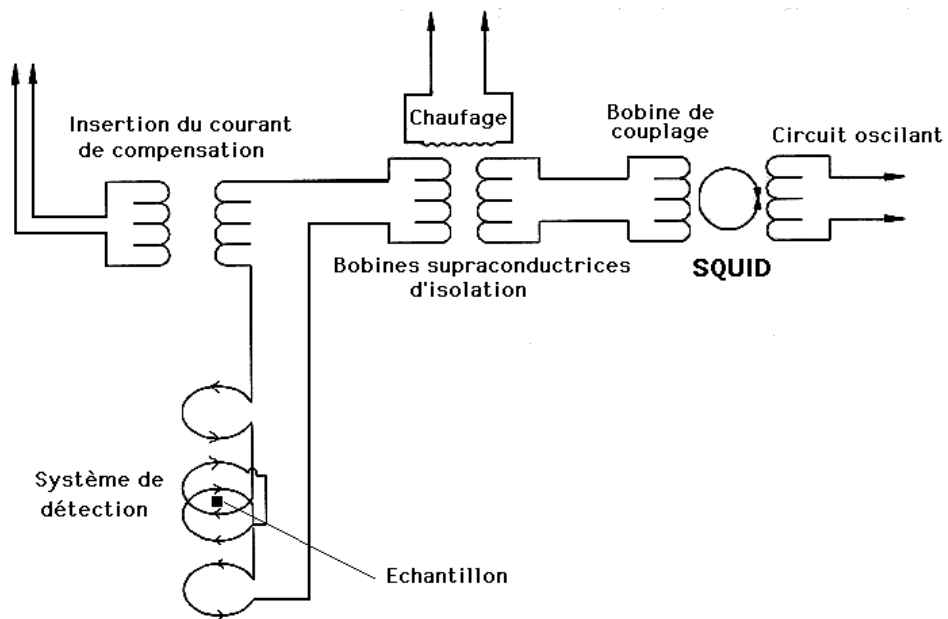 Chaufage
Insertion du courant
de compensation
Bobine de
couplage
Circuit oscilant
Bobines supraconductrices
d'isolation
SQUID
Système de
détection
Echantillon